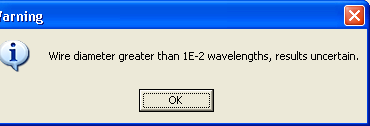 Warning
Wire diameter greater than 1E-2 wavelengths, results uncertain.
OK